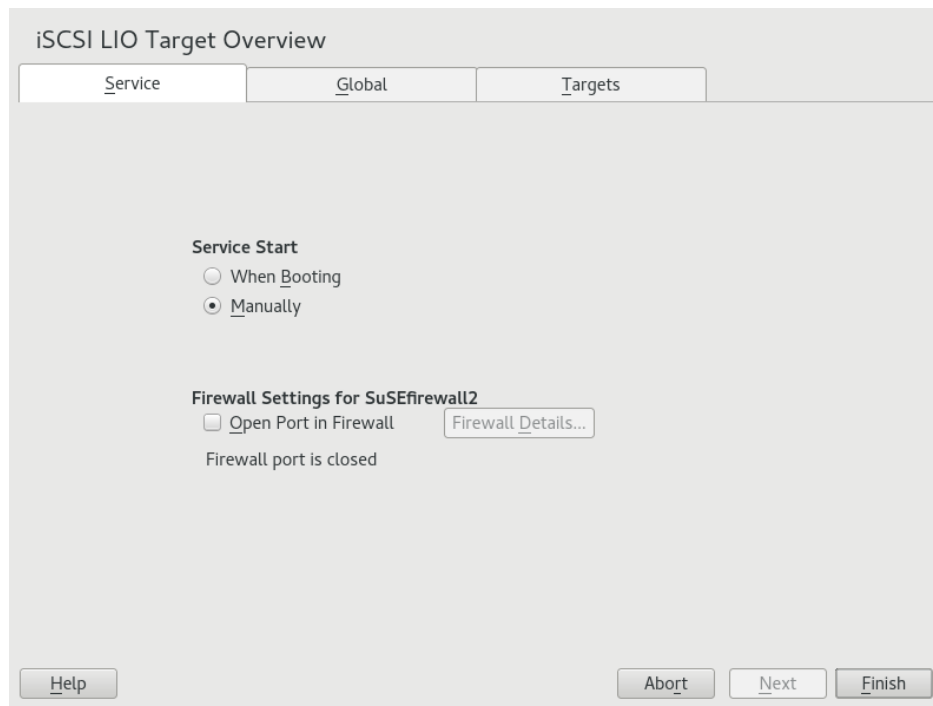 iSCSI LIO Target Overview
Service Global Targets
Service Start
When Booting
Manually
Firewall Settings for SuSEfirewall2
Open Port in Firewall Firewall Details...
Firewall port is closed
Help Abort Next Finish